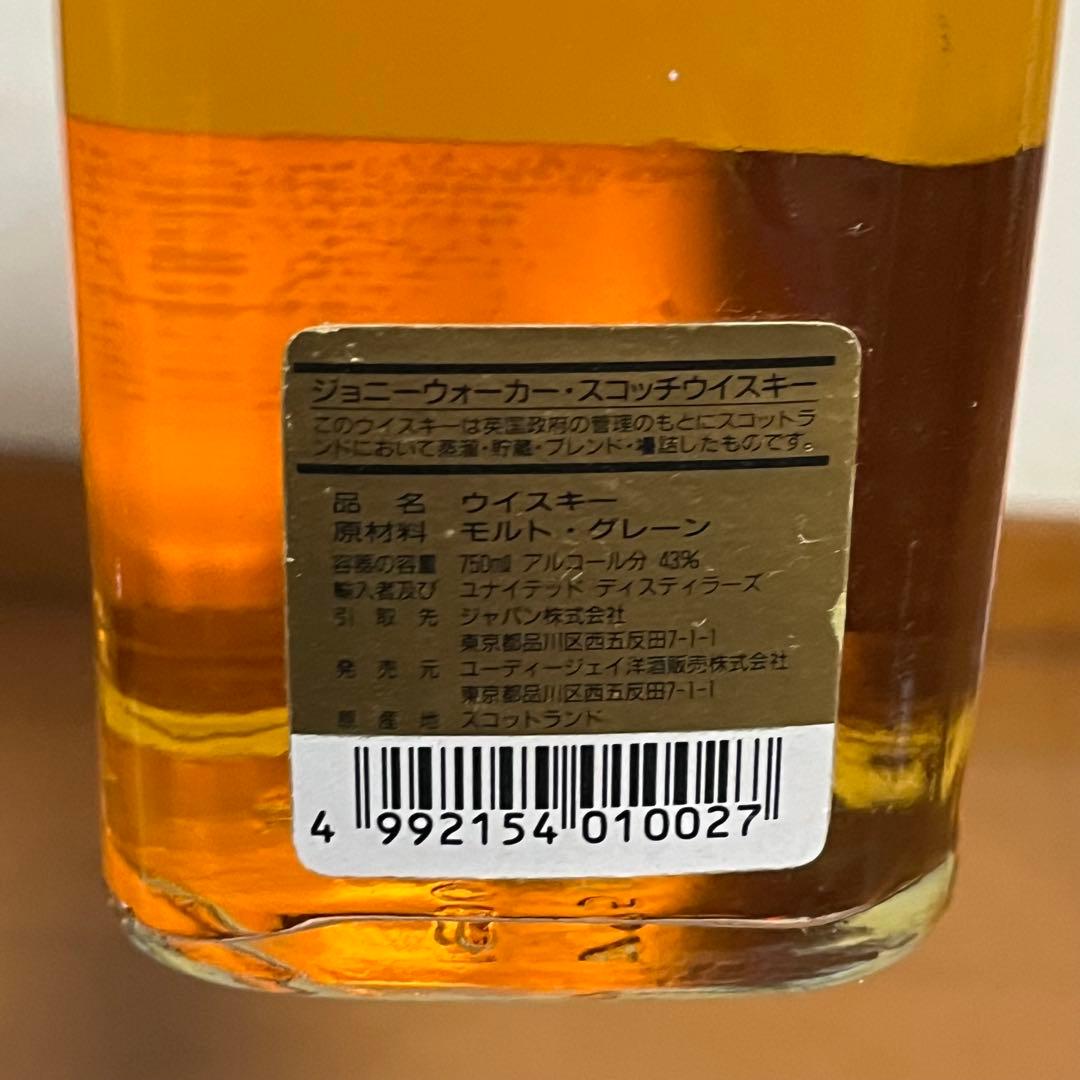 ジョニーウォーカー・スコッチウイスキー
このウイスキーは英国政府の管理のもとにスコットラ
ンドにおいて蒸溜・貯蔵・ブレンド・壜詰したものです。
品名 ウイスキー
原材料 モルト・グレーン
容器の容量 750ml アルコール分 43%
輸入者及び ユナイテッド ディスティラーズ
引取先 ジャパン株式会社
東京都品川区西五反田7-1-1
発売元 ユーディージェイ洋酒販売株式会社
東京都品川区西五反田7-1-1
原産地 スコットランド
4 992154 010027